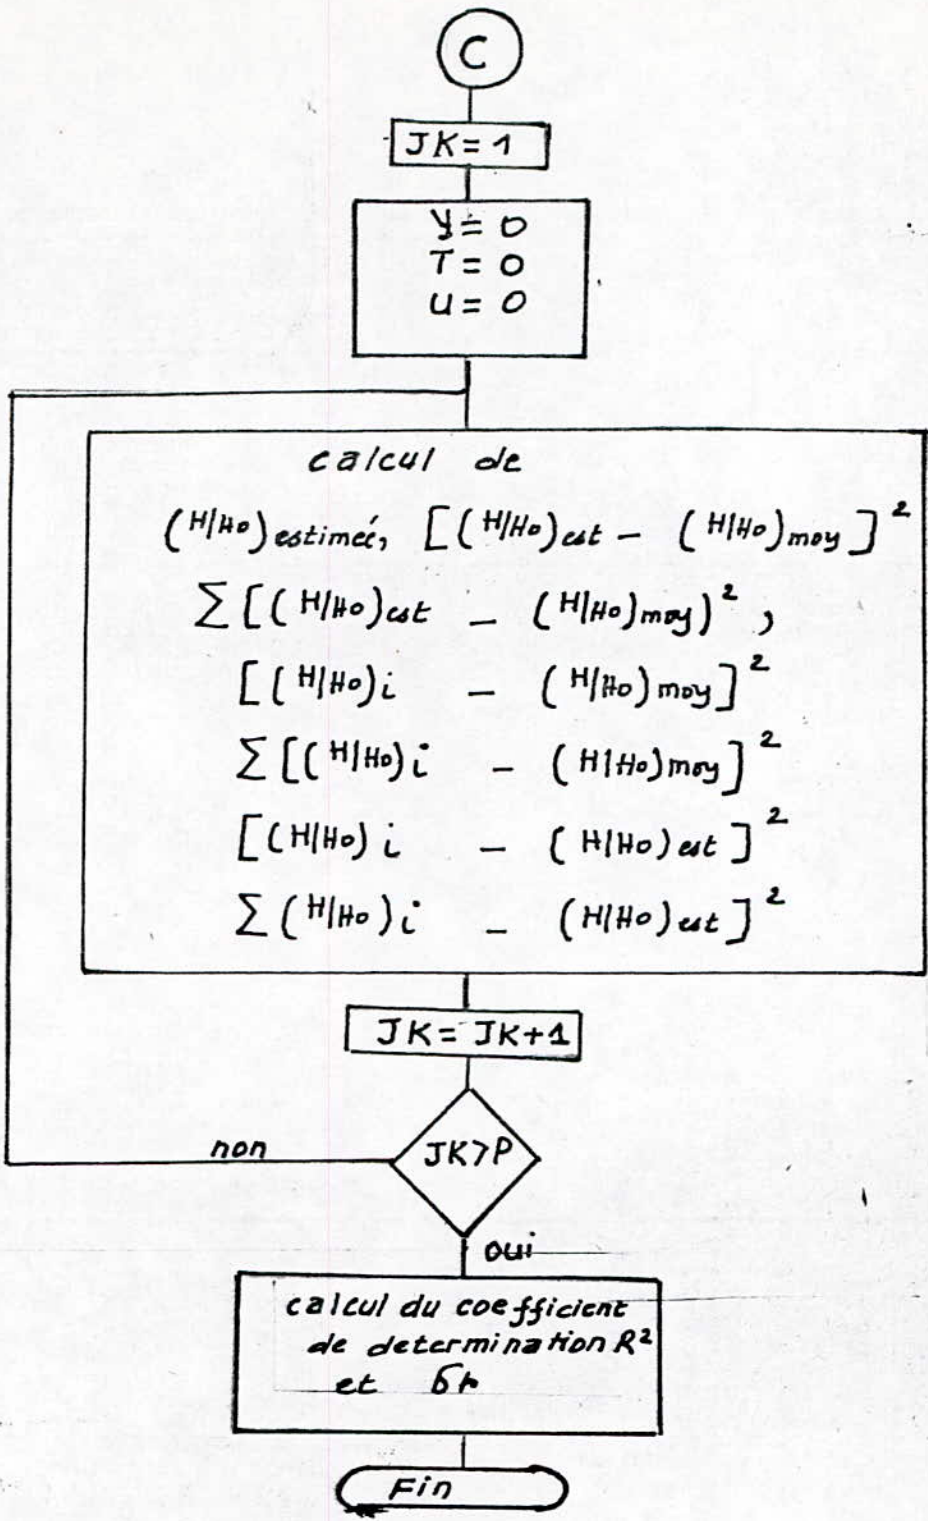 C
JK = 1
y = 0
T = 0
u = 0
calcul de
(H/Ho) estimée, [(H/Ho) est - (H/Ho) moy]²
∑[(H/Ho) est - (H/Ho) moy)²,
[(H/Ho) i - (H/Ho) moy]²
∑[(H/Ho) i - (H/Ho) moy]²
[(H/Ho) i - (H/Ho) est]²
∑(H/Ho) i - (H/Ho) est]²
JK = JK+1
JK>P
non
oui
calcul du coefficient
de determination R²
et σr
Fin